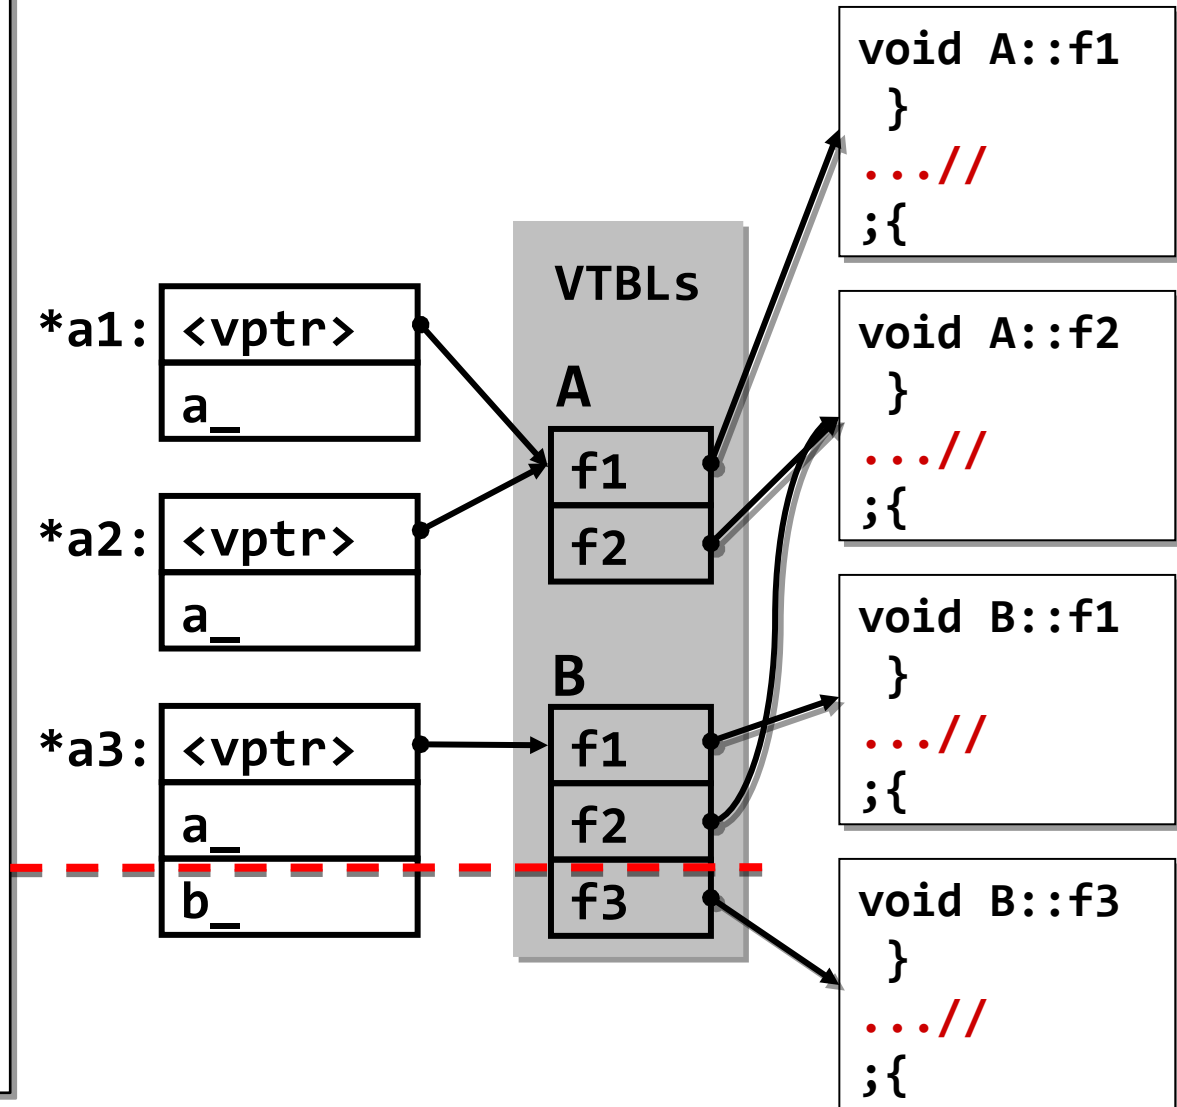 *a1:
<vptr>
a_
*a2:
<vptr>
a_
*a3:
<vptr>
a_
b_
VTBLs
A
f1
f2
B
f1
f2
f3
void A::f1
}
...//
;{
void A::f2
}
...//
;{
void B::f1
}
...//
;{
void B::f3
}
...//
;{